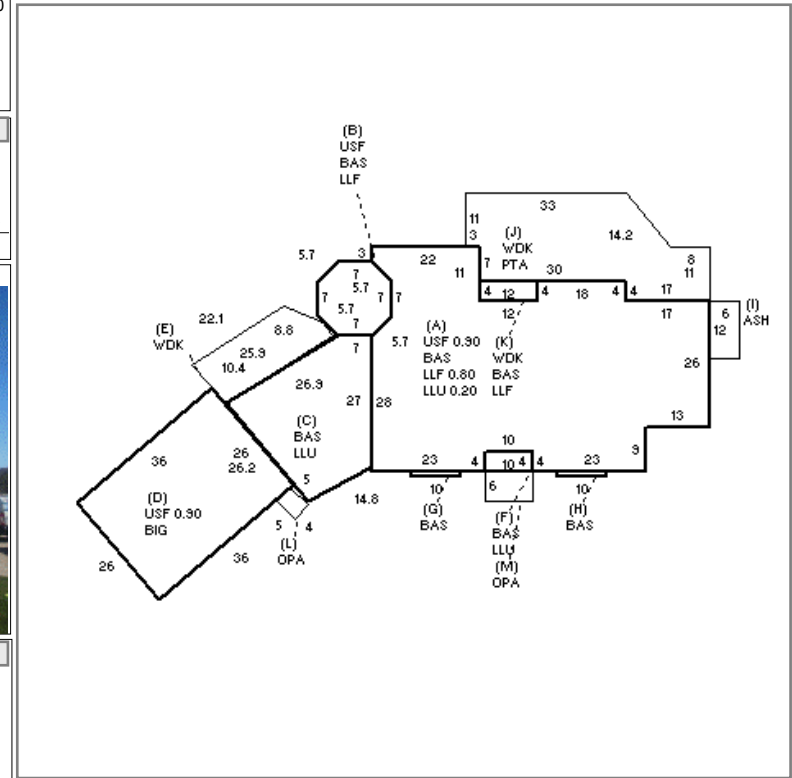 (B)
USF
BAS
LLF
33
11
3
(J)
WDK
PTA
14.2
8
11
5.7
3
22
11
7
30
7
5.7
7
7
7
5.7
7
4
12
4
18
4
4
17
12
17
(I)
ASH
6
12
22.1
8.8
(E)
WDK
25.9
10.4
7
5.7
(A)
USF 0.90
BAS
LLF 0.80
LLU 0.20
(K)
WDK
BAS
LLF
26
26.9
27
28
13
(C)
BAS
LLU
36
26
26.2
5
10
23
4
10
4
4
23
9
(D)
USF 0.90
BIG
14.8
10
6
10
(G)
BAS
(F)
BAS
LLU
(M)
OPA
(H)
BAS
5
4
(L)
OPA
26
36